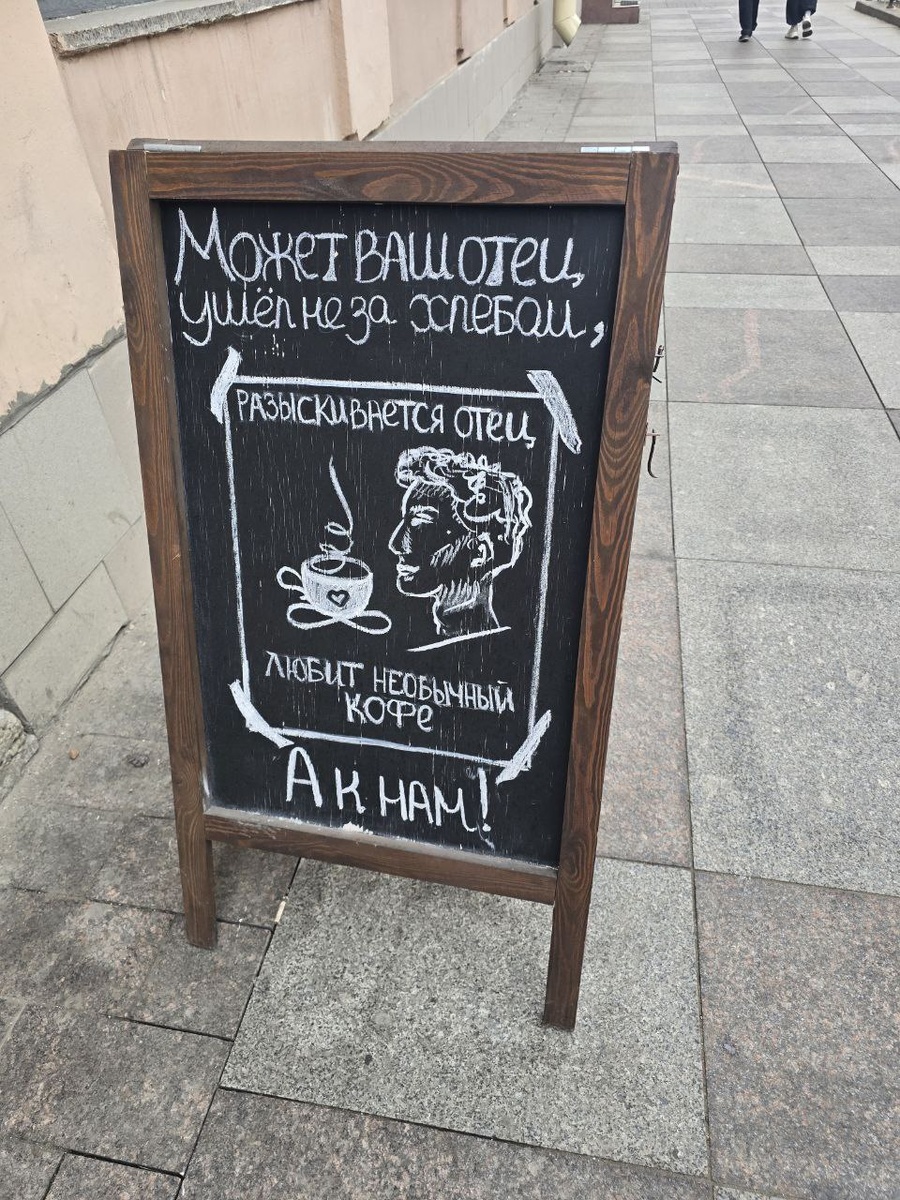 Может ваш отец,
ушёл не за хлебом,
РАЗЫСКИВАЕТСЯ ОТЕЦ
ЛЮБИТ НЕОБЫЧНЫЙ
КОФЕ
А К НАМ!